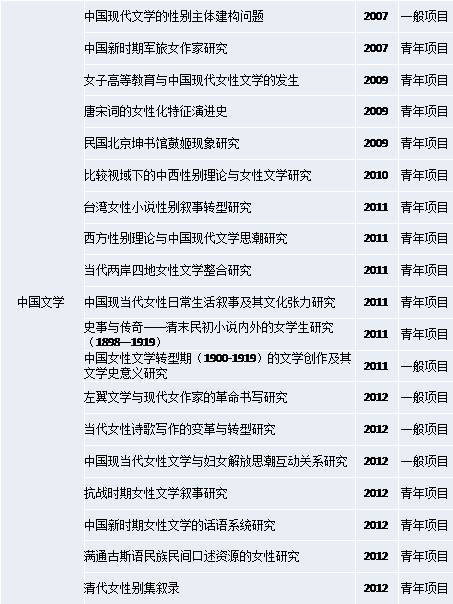 中国现代文学的性别主体建构问题 2007 一般项目
中国新时期军旅女作家研究 2007 青年项目
女子高等教育与中国现代女性文学的发生 2009 青年项目
唐宋词的女性化特征演进史 2009 青年项目
民国北京坤书馆鼓姬现象研究 2009 青年项目
比较视域下的中西性别理论与女性文学研究 2010 青年项目
台湾女性小说性别叙事转型研究 2011 青年项目
西方性别理论与中国现代文学思潮研究 2011 青年项目
当代两岸四地女性文学整合研究 2011 青年项目
中国文学 中国现当代女性日常生活叙事及其文化张力研究 2011 青年项目
史事与传奇——清末民初小说内外的女学生研究
（1898—1919） 2011 青年项目
中国女性文学转型期（1900-1919）的文学创作及其
文学史意义研究 2011 一般项目
左翼文学与现代女作家的革命书写研究 2012 一般项目
当代女性诗歌写作的变革与转型研究 2012 一般项目
中国现当代女性文学与妇女解放思潮互动关系研究 2012 一般项目
抗战时期女性文学叙事研究 2012 青年项目
中国新时期女性文学的话语系统研究 2012 青年项目
满通古斯语民族民间口述资源的女性研究 2012 青年项目
清代女性别集叙录 2012 青年项目